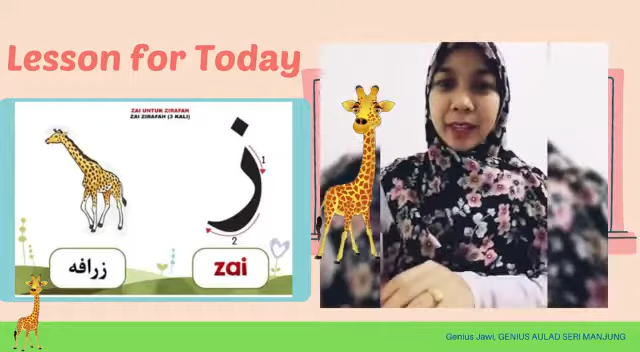 Lesson for Today
ZAI UNTUK ZIRAFAH
ZAI ZIRAFAH (3 KALI)
ز
1
2
زرافه
zai
Genius Jawi, GENIUS AULAD SERI MANJUNG